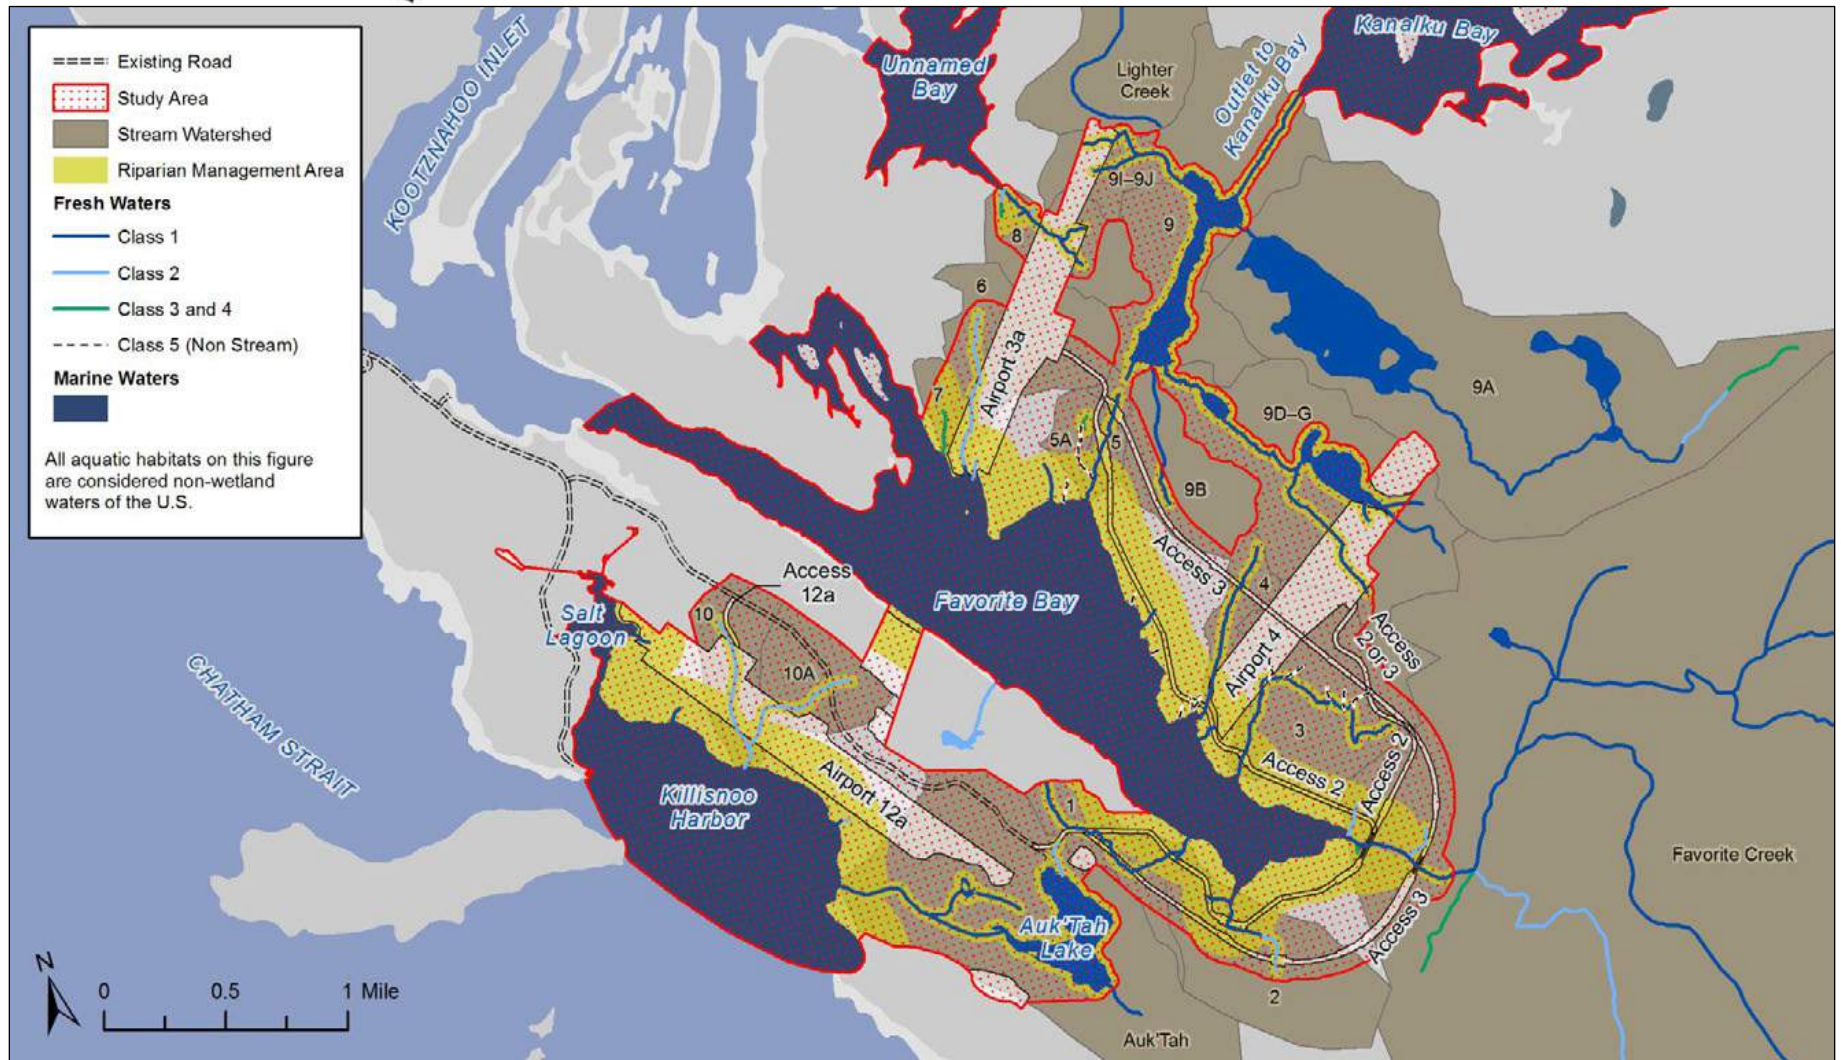 Existing Road
Study Area
Stream Watershed
Riparian Management Area
Fresh Waters
Class 1
Class 2
Class 3 and 4
Class 5 (Non Stream)
Marine Waters
All aquatic habitats on this figure
are considered non-wetland
waters of the U.S.
KOOTZNAHOO INLET
Unnamed
Bay
Lighter
Creek
Outlet to
Kanalku Bay
Kanalku Bay
9I–9J
9
8
6
7
Airport 3a
5A
5
9B
9D–G
9A
Access 3
4
Airport 4
Access
2 or 3
Favorite Bay
Access
12a
Salt
Lagoon
10
10A
CHATHAM STRAIT
Killisnoo
Harbor
Airport 12a
1
3
Access 2
Access 2
Favorite Creek
Access 3
Auk'Tah
Lake
2
Auk'Tah
N
0 0.5 1 Mile